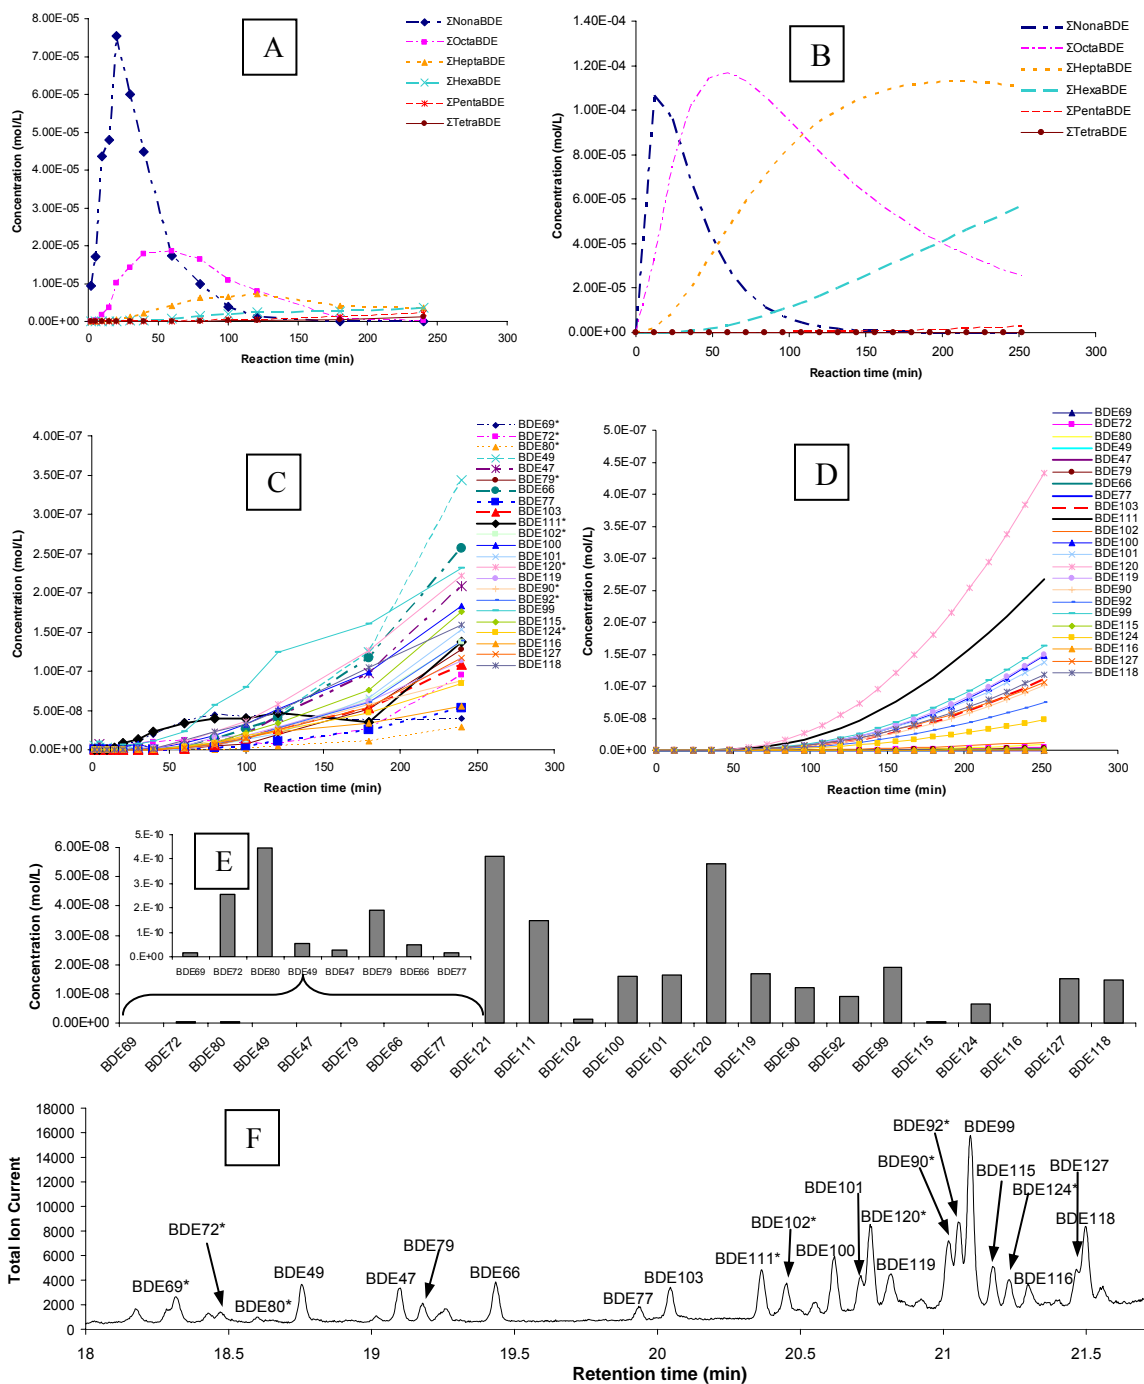 A
8.00E-05
7.00E-05
6.00E-05
5.00E-05
4.00E-05
3.00E-05
2.00E-05
1.00E-05
0.00E+00
Concentration (mol/L)
0 50 100 150 200 250 300
Reaction time (min)
ΣNonaBDE
ΣOctaBDE
ΣHeptaBDE
ΣHexaBDE
ΣPentaBDE
ΣTetraBDE
B
1.40E-04
1.20E-04
1.00E-04
8.00E-05
6.00E-05
4.00E-05
2.00E-05
0.00E+00
Concentration (mol/L)
0 50 100 150 200 250 300
Reaction time (min)
ΣNonaBDE
ΣOctaBDE
ΣHeptaBDE
ΣHexaBDE
ΣPentaBDE
ΣTetraBDE
C
4.00E-07
3.50E-07
3.00E-07
2.50E-07
2.00E-07
1.50E-07
1.00E-07
5.00E-08
0.00E+00
Concentration (mol/L)
0 50 100 150 200 250 300
Reaction time (min)
BDE69*
BDE72*
BDE80*
BDE49
BDE47
BDE79*
BDE66
BDE77
BDE103
BDE111*
BDE102*
BDE100
BDE101
BDE120*
BDE119
BDE90*
BDE92*
BDE99
BDE115
BDE124*
BDE116
BDE127
BDE118
D
5.0E-07
4.5E-07
4.0E-07
3.5E-07
3.0E-07
2.5E-07
2.0E-07
1.5E-07
1.0E-07
5.0E-08
0.0E+00
Concentration (mol/L)
0 50 100 150 200 250 300
Reaction time (min)
BDE69
BDE72
BDE80
BDE49
BDE47
BDE79
BDE66
BDE77
BDE103
BDE111
BDE102
BDE100
BDE101
BDE120
BDE119
BDE90
BDE92
BDE99
BDE115
BDE124
BDE116
BDE127
BDE118
E
5.E-10
4.E-10
3.E-10
2.E-10
1.E-10
0.E+00
BDE69 BDE72 BDE80 BDE49 BDE47 BDE79 BDE66 BDE77
6.00E-08
5.00E-08
4.00E-08
3.00E-08
2.00E-08
1.00E-08
0.00E+00
Concentration (mol/L)
BDE69 BDE72 BDE80 BDE49 BDE47 BDE79 BDE66 BDE77 BDE121 BDE111 BDE102 BDE100 BDE101 BDE120 BDE119 BDE90 BDE92 BDE99 BDE115 BDE124 BDE116 BDE127 BDE118
F
18000
16000
14000
12000
10000
8000
6000
4000
2000
0
Total Ion Current
BDE69*
BDE72*
BDE80*
BDE49
BDE47
BDE79
BDE66
BDE77
BDE103
BDE111*
BDE102*
BDE100
BDE101
BDE120*
BDE119
BDE90*
BDE92*
BDE99
BDE115
BDE124*
BDE116
BDE127
BDE118
18 18.5 19 19.5 20 20.5 21 21.5
Retention time (min)